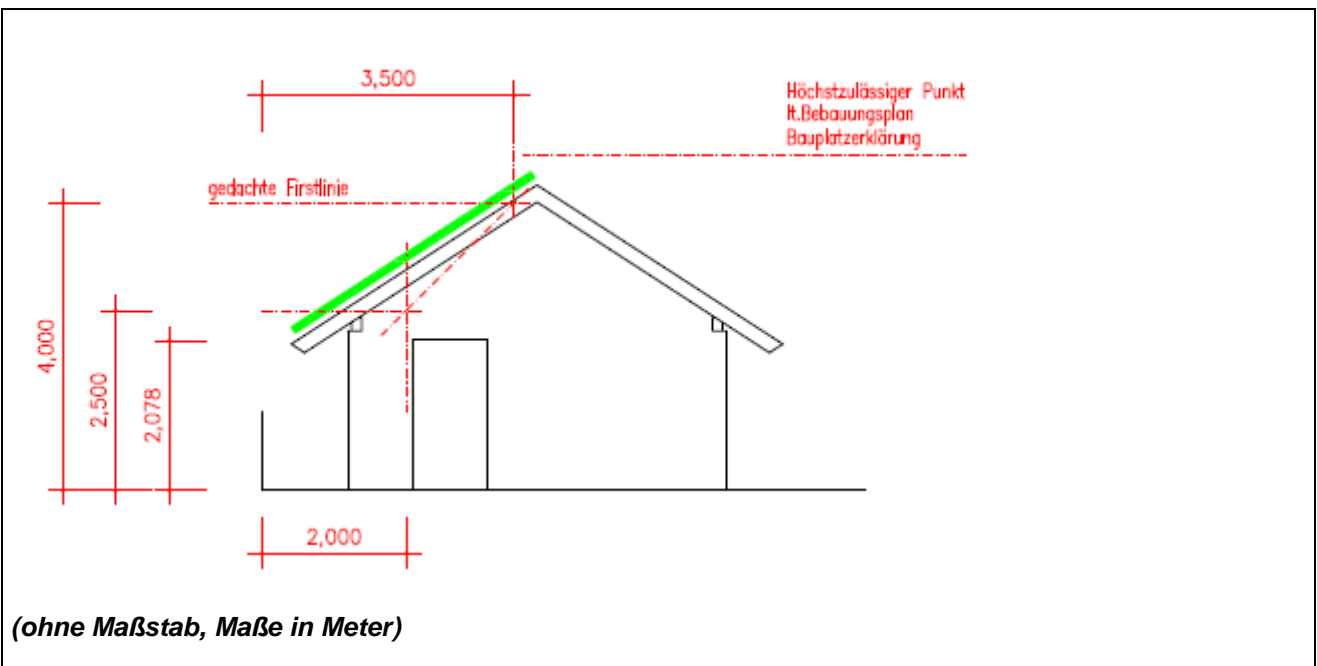 3,500
Höchstzulässiger Punkt
lt.Bebauungsplan
Bauplatzerklärung
gedachte Firstlinie
4,000
2,500
2,078
2,000
(ohne Maßstab, Maße in Meter)